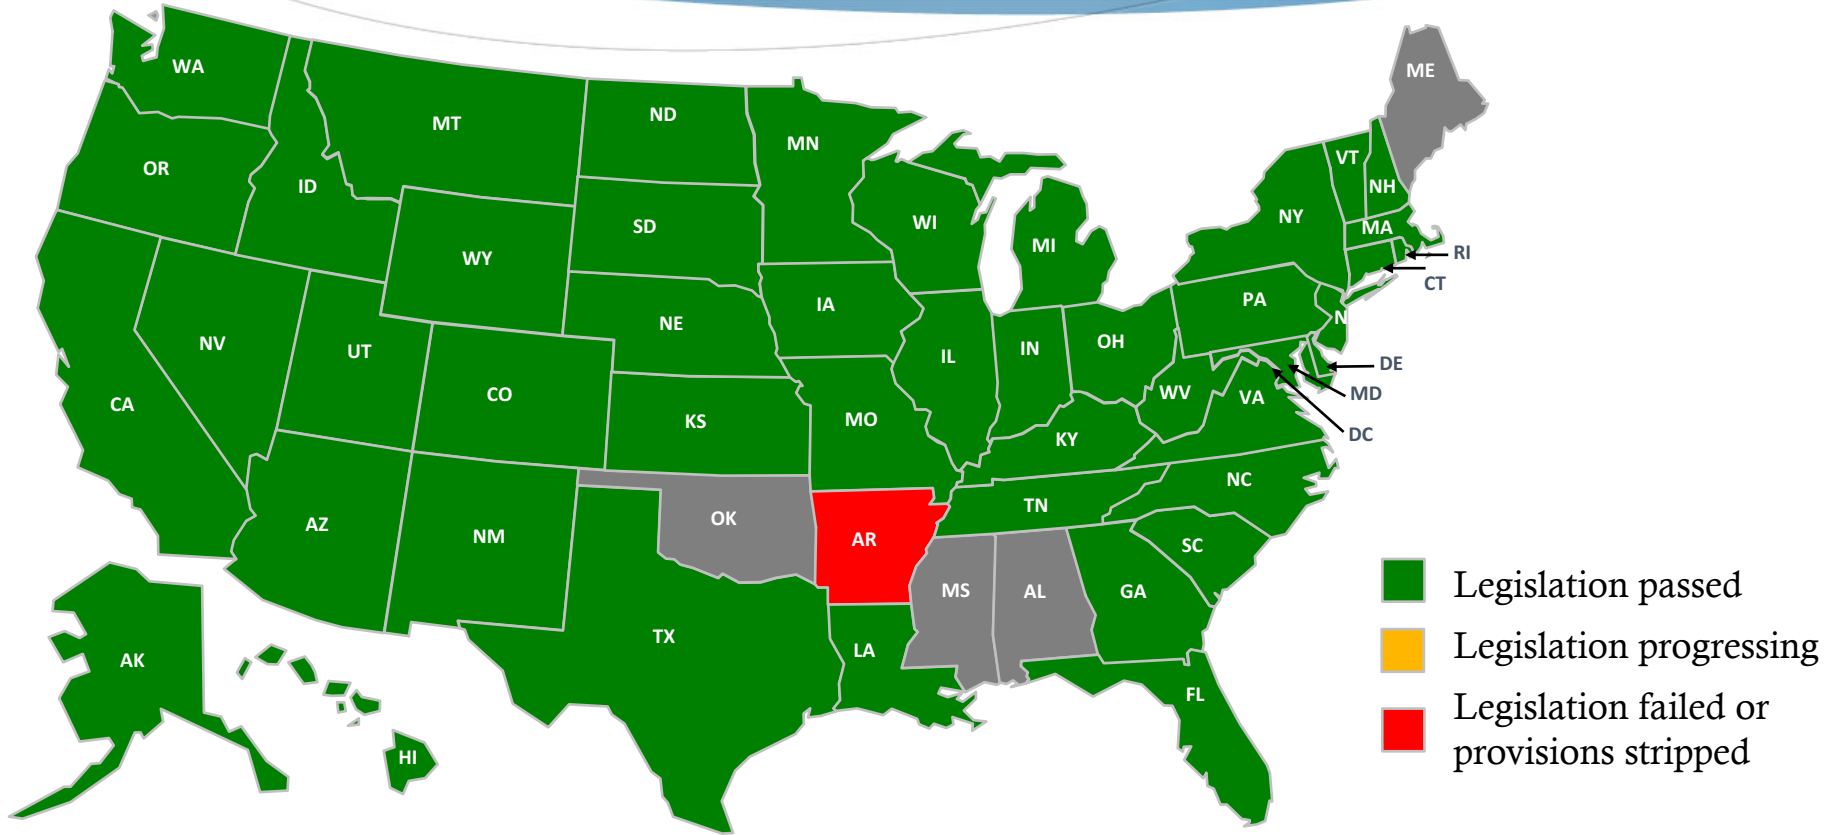 WA
ME
ND
MT
MN
VT
OR
ID
NH
NY
WI
SD
MA
MI
RI
WY
CT
PA
IA
N
NE
OH
NV
IN
UT
IL
DE
WV
MD
CO
VA
CA
MO
KS
DC
KY
NC
TN
OK
AZ
NM
AR
SC
MS
AL
GA
Legislation passed
TX
LA
Legislation progressing
AK
FL
HI
Legislation failed or
provisions stripped